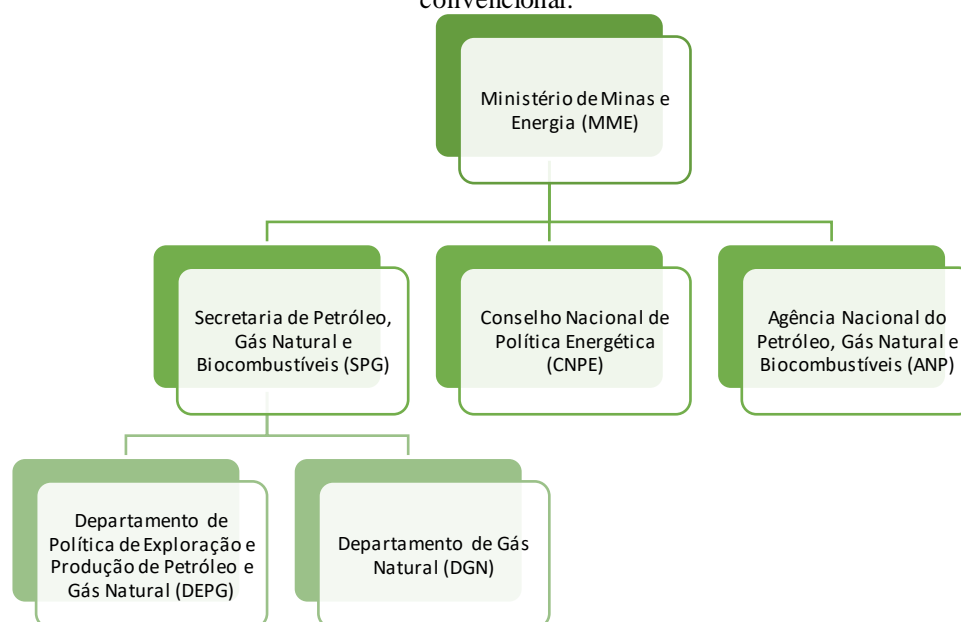 convencional.
Ministério de Minas e
Energia (MME)
Secretaria de Petróleo,
Gás Natural e
Biocombustíveis (SPG)
Conselho Nacional de
Política Energética
(CNPE)
Agência Nacional do
Petróleo, Gás Natural e
Biocombustíveis (ANP)
Departamento de
Política de Exploração e
Produção de Petróleo e
Gás Natural (DEPG)
Departamento de Gás
Natural (DGN)